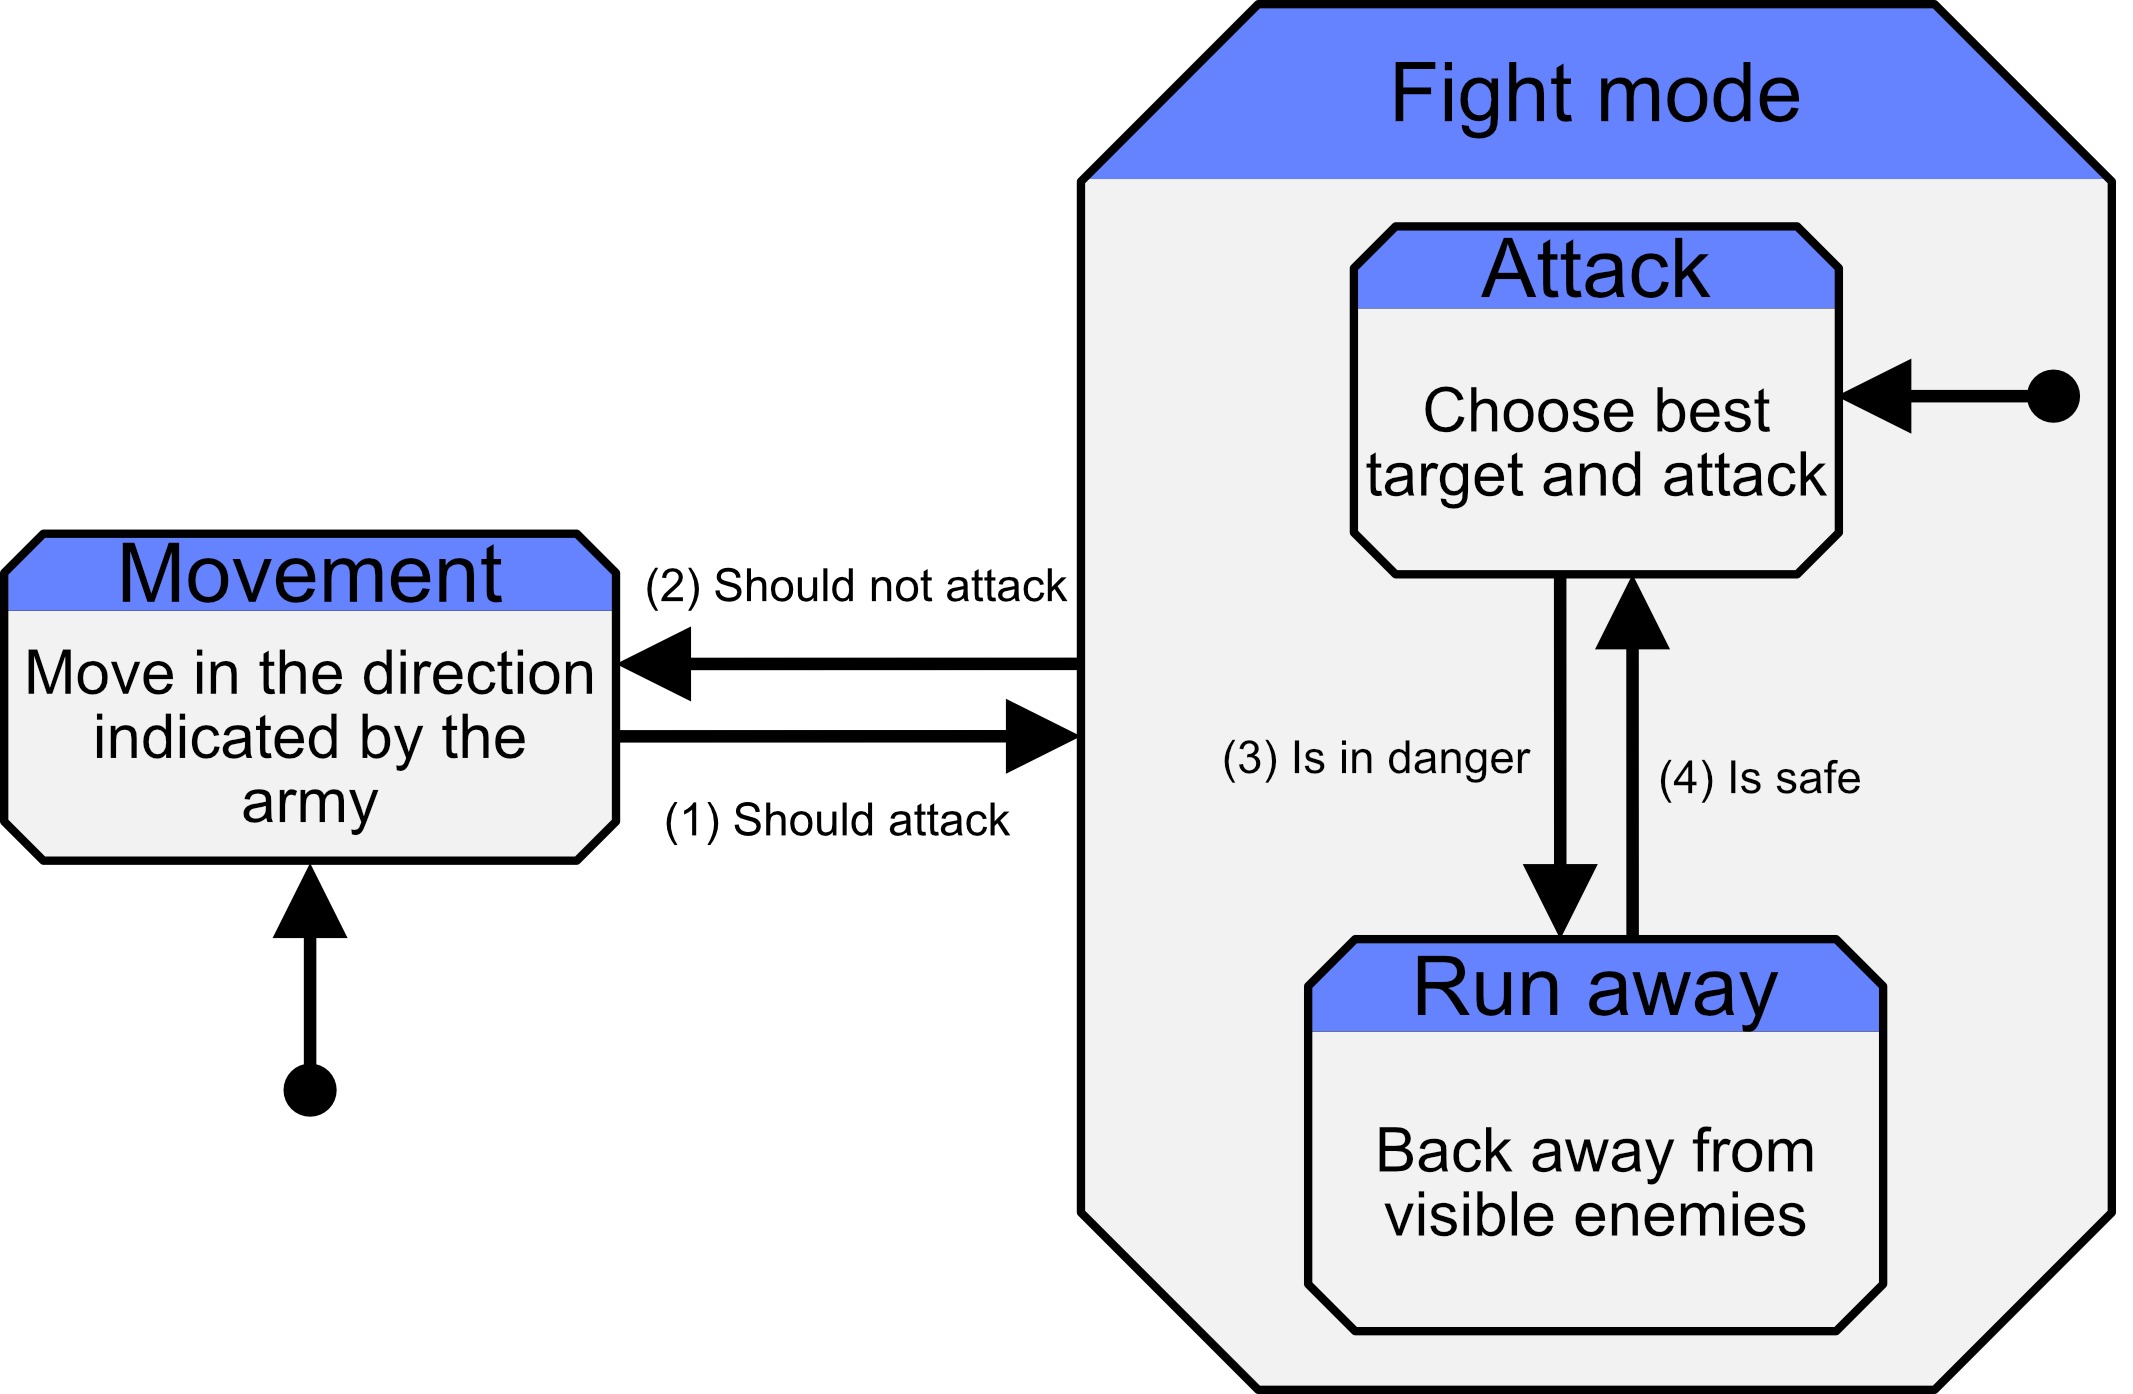 Fight mode
Attack
Choose best
target and attack
Movement
Move in the direction
indicated by the
army
(2) Should not attack
(1) Should attack
(3) Is in danger
(4) Is safe
Run away
Back away from
visible enemies